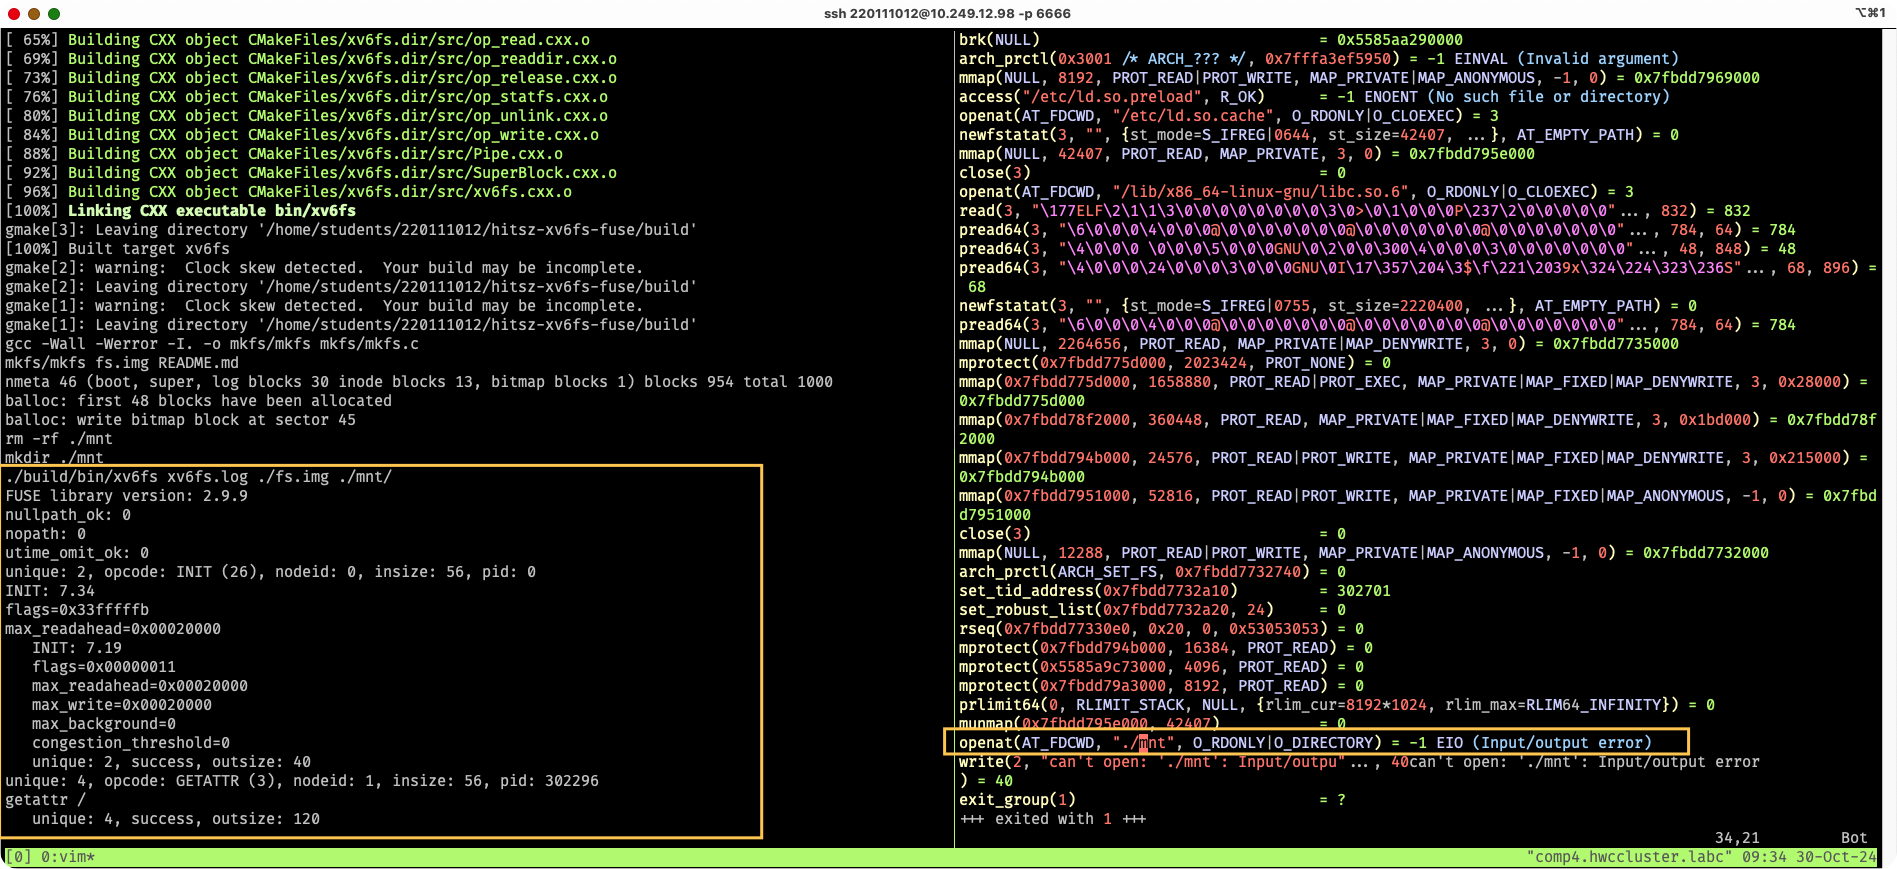 ssh 220111012@10.249.12.98 -p 6666
⌥⌘1
[ 65%] Building CXX object CMakeFiles/xv6fs.dir/src/op_read.cxx.o
[ 69%] Building CXX object CMakeFiles/xv6fs.dir/src/op_readdir.cxx.o
[ 73%] Building CXX object CMakeFiles/xv6fs.dir/src/op_release.cxx.o
[ 76%] Building CXX object CMakeFiles/xv6fs.dir/src/op_statfs.cxx.o
[ 80%] Building CXX object CMakeFiles/xv6fs.dir/src/op_unlink.cxx.o
[ 84%] Building CXX object CMakeFiles/xv6fs.dir/src/op_write.cxx.o
[ 88%] Building CXX object CMakeFiles/xv6fs.dir/src/Pipe.cxx.o
[ 92%] Building CXX object CMakeFiles/xv6fs.dir/src/SuperBlock.cxx.o
[ 96%] Building CXX object CMakeFiles/xv6fs.dir/src/xv6fs.cxx.o
[100%] Linking CXX executable bin/xv6fs
gmake[3]: Leaving directory '/home/students/220111012/hitsz-xv6fs-fuse/build'
[100%] Built target xv6fs
gmake[2]: warning:  Clock skew detected.  Your build may be incomplete.
gmake[2]: Leaving directory '/home/students/220111012/hitsz-xv6fs-fuse/build'
gmake[1]: warning:  Clock skew detected.  Your build may be incomplete.
gmake[1]: Leaving directory '/home/students/220111012/hitsz-xv6fs-fuse/build'
gcc -Wall -Werror -I. -o mkfs/mkfs mkfs/mkfs.c
mkfs/mkfs fs.img README.md
nmeta 46 (boot, super, log blocks 30 inode blocks 13, bitmap blocks 1) blocks 954 total 1000
balloc: first 48 blocks have been allocated
balloc: write bitmap block at sector 45
rm -rf ./mnt
mkdir ./mnt
./build/bin/xv6fs xv6fs.log ./fs.img ./mnt/
FUSE library version: 2.9.9
nullpath_ok: 0
nopath: 0
utime_omit_ok: 0
unique: 2, opcode: INIT (26), nodeid: 0, insize: 56, pid: 0
INIT: 7.34
flags=0x33fffffb
max_readahead=0x00020000
   INIT: 7.19
   flags=0x00000011
   max_readahead=0x00020000
   max_write=0x00020000
   max_background=0
   congestion_threshold=0
   unique: 2, success, outsize: 40
unique: 4, opcode: GETATTR (3), nodeid: 1, insize: 56, pid: 302296
getattr /
   unique: 4, success, outsize: 120
brk(NULL)                               = 0x5585aa290000
arch_prctl(0x3001 /* ARCH_??? */, 0x7fffa3ef5950) = -1 EINVAL (Invalid argument)
mmap(NULL, 8192, PROT_READ|PROT_WRITE, MAP_PRIVATE|MAP_ANONYMOUS, -1, 0) = 0x7fbdd7969000
access("/etc/ld.so.preload", R_OK)      = -1 ENOENT (No such file or directory)
openat(AT_FDCWD, "/etc/ld.so.cache", O_RDONLY|O_CLOEXEC) = 3
newfstatat(3, "", {st_mode=S_IFREG|0644, st_size=42407, ...}, AT_EMPTY_PATH) = 0
mmap(NULL, 42407, PROT_READ, MAP_PRIVATE, 3, 0) = 0x7fbdd795e000
close(3)                                = 0
openat(AT_FDCWD, "/lib/x86_64-linux-gnu/libc.so.6", O_RDONLY|O_CLOEXEC) = 3
read(3, "\177ELF\2\1\1\3\0\0\0\0\0\0\0\0\3\0>\0\1\0\0\0P\237\2\0\0\0\0\0"..., 832) = 832
pread64(3, "\6\0\0\0\4\0\0\0@\0\0\0\0\0\0\0@\0\0\0\0\0\0\0@\0\0\0\0\0\0\0"..., 784, 64) = 784
pread64(3, "\4\0\0\0 \0\0\0\5\0\0\0GNU\0\2\0\0\300\4\0\0\0\3\0\0\0\0\0\0\0"..., 48, 848) = 48
pread64(3, "\4\0\0\0\24\0\0\0\3\0\0\0GNU\0I\17\357\204\3$\f\221\2039x\324\224\323\236S"..., 68, 896) =
 68
newfstatat(3, "", {st_mode=S_IFREG|0755, st_size=2220400, ...}, AT_EMPTY_PATH) = 0
pread64(3, "\6\0\0\0\4\0\0\0@\0\0\0\0\0\0\0@\0\0\0\0\0\0\0@\0\0\0\0\0\0\0"..., 784, 64) = 784
mmap(NULL, 2264656, PROT_READ, MAP_PRIVATE|MAP_DENYWRITE, 3, 0) = 0x7fbdd7735000
mprotect(0x7fbdd775d000, 2023424, PROT_NONE) = 0
mmap(0x7fbdd775d000, 1658880, PROT_READ|PROT_EXEC, MAP_PRIVATE|MAP_FIXED|MAP_DENYWRITE, 3, 0x28000) =
0x7fbdd775d000
mmap(0x7fbdd78f2000, 360448, PROT_READ, MAP_PRIVATE|MAP_FIXED|MAP_DENYWRITE, 3, 0x1bd000) = 0x7fbdd78f
2000
mmap(0x7fbdd794b000, 24576, PROT_READ|PROT_WRITE, MAP_PRIVATE|MAP_FIXED|MAP_DENYWRITE, 3, 0x215000) =
0x7fbdd794b000
mmap(0x7fbdd7951000, 52816, PROT_READ|PROT_WRITE, MAP_PRIVATE|MAP_FIXED|MAP_ANONYMOUS, -1, 0) = 0x7fbd
d7951000
close(3)                                = 0
mmap(NULL, 12288, PROT_READ|PROT_WRITE, MAP_PRIVATE|MAP_ANONYMOUS, -1, 0) = 0x7fbdd7732000
arch_prctl(ARCH_SET_FS, 0x7fbdd7732740) = 0
set_tid_address(0x7fbdd7732a10)         = 302701
set_robust_list(0x7fbdd7732a20, 24)     = 0
rseq(0x7fbdd77330e0, 0x20, 0, 0x53053053) = 0
mprotect(0x7fbdd794b000, 16384, PROT_READ) = 0
mprotect(0x5585a9c73000, 4096, PROT_READ) = 0
mprotect(0x7fbdd79a3000, 8192, PROT_READ) = 0
prlimit64(0, RLIMIT_STACK, NULL, {rlim_cur=8192*1024, rlim_max=RLIM64_INFINITY}) = 0
munmap(0x7fbdd795e000, 42407)           = 0
openat(AT_FDCWD, "./mnt", O_RDONLY|O_DIRECTORY) = -1 EIO (Input/output error)
write(2, "can't open: './mnt': Input/outpu"..., 40can't open: './mnt': Input/output error
) = 40
exit_group(1)                           = ?
+++ exited with 1 +++
34,21         Bot
[0] 0:vim*
"comp4.hwccluster.labc" 09:34 30-Oct-24